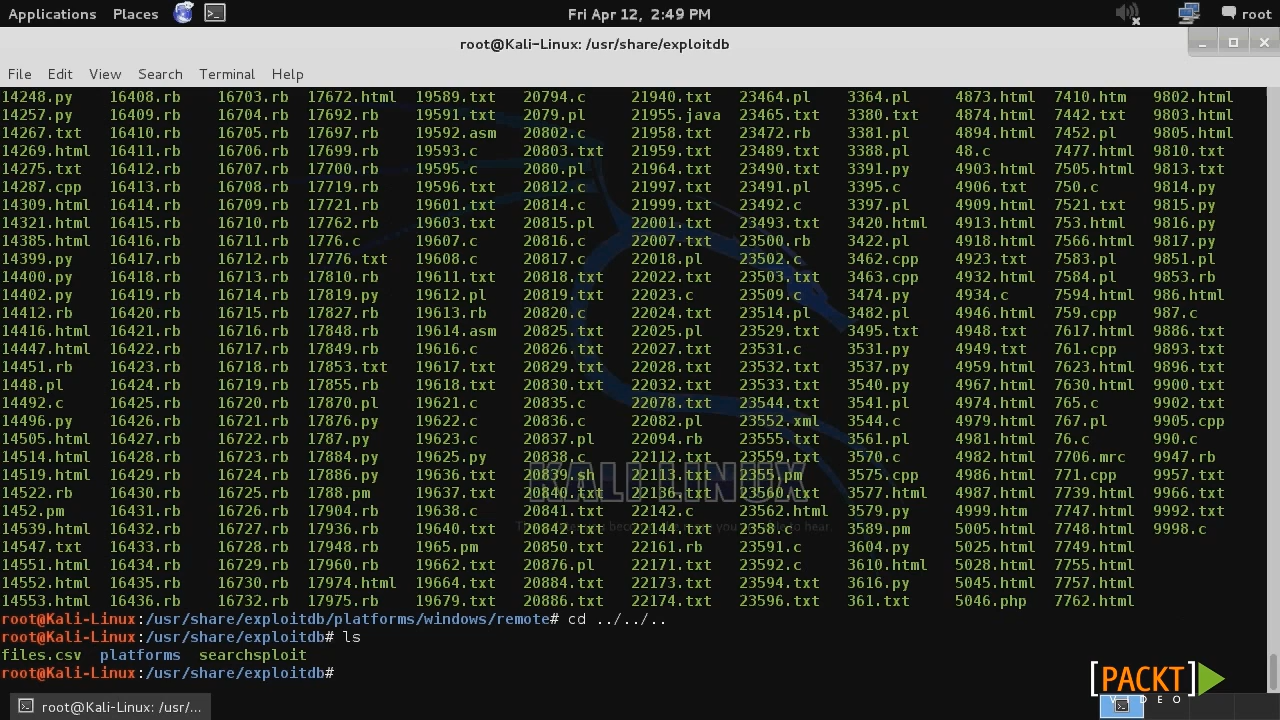 Applications Places Fri Apr 12, 2:49 PM root
root@Kali-Linux: /usr/share/exploitdb
File Edit View Search Terminal Help
14248.py 16408.rb 16703.rb 17672.html 19589.txt 20794.c 21940.txt 23464.pl 3364.pl 4873.html 7410.htm 9802.html
14257.py 16409.rb 16704.rb 17692.rb 19591.txt 2079.pl 21955.java 23465.txt 3380.txt 4874.html 7442.txt 9803.html
14267.txt 16410.rb 16705.rb 17697.rb 19592.asm 20802.c 21958.txt 23472.rb 3381.pl 4894.html 7452.pl 9805.html
14269.html 16411.rb 16706.rb 17699.rb 19593.c 20803.txt 21959.txt 23489.txt 3388.pl 48.c 7477.html 9810.txt
14275.txt 16412.rb 16707.rb 17700.rb 19595.c 2080.pl 21964.txt 23490.txt 3391.py 4903.html 7505.html 9813.txt
14287.cpp 16413.rb 16708.rb 17719.rb 19596.txt 20812.c 21997.txt 23491.pl 3395.c 4906.txt 750.c 9814.py
14309.html 16414.rb 16709.rb 17721.rb 19601.txt 20814.c 21999.txt 23492.c 3397.pl 4909.html 7521.txt 9815.py
14321.html 16415.rb 16710.rb 17762.rb 19603.txt 20815.pl 22001.txt 23493.txt 3420.html 4913.html 753.html 9816.py
14385.html 16416.rb 16711.rb 1776.c 19607.c 20816.c 22007.txt 23500.rb 3422.pl 4918.html 7566.html 9817.py
14399.py 16417.rb 16712.rb 17776.txt 19608.c 20817.c 22018.pl 23502.c 3462.cpp 4923.txt 7583.pl 9851.pl
14400.py 16418.rb 16713.rb 17810.rb 19611.txt 20818.txt 22022.txt 23503.txt 3463.cpp 4932.html 7584.pl 9853.rb
14402.py 16419.rb 16714.rb 17819.py 19612.pl 20819.txt 22023.c 23509.c 3474.py 4934.c 7594.html 986.html
14412.rb 16420.rb 16715.rb 17827.rb 19613.rb 20820.c 22024.txt 23514.pl 3482.pl 4946.html 759.cpp 987.c
14416.html 16421.rb 16716.rb 17848.rb 19614.asm 20825.txt 22025.pl 23529.txt 3495.txt 4948.txt 7617.html 9886.txt
14447.html 16422.rb 16717.rb 17849.rb 19616.c 20826.txt 22027.txt 23531.c 3531.py 4949.txt 761.cpp 9893.txt
14451.rb 16423.rb 16718.rb 17853.txt 19617.txt 20829.txt 22028.txt 23532.txt 3537.py 4959.html 7623.html 9896.txt
1448.pl 16424.rb 16719.rb 17855.rb 19618.txt 20830.txt 22032.txt 23533.txt 3540.py 4967.html 7630.html 9900.txt
14492.c 16425.rb 16720.rb 17870.pl 19621.c 20835.c 22078.txt 23544.txt 3541.pl 4974.html 765.c 9902.txt
14496.py 16426.rb 16721.rb 17876.py 19622.c 20836.c 22082.pl 23552.xml 3544.c 4979.html 767.pl 9905.cpp
14505.html 16427.rb 16722.rb 1787.py 19623.c 20837.pl 22094.rb 23555.txt 3561.pl 4981.html 76.c 990.c
14514.html 16428.rb 16723.rb 17884.py 19625.py 20838.c 22112.txt 23559.txt 3570.c 4982.html 7706.mrc 9947.rb
14519.html 16429.rb 16724.rb 17886.py 19636.txt 3575.cpp 4986.html 771.cpp 9957.txt
14522.rb 16430.rb 16725.rb 1788.pm 19637.txt 20840.txt 22136.txt 23560.txt 3577.html 4987.html 7739.html 9966.txt
1452.pm 16431.rb 16726.rb 17904.rb 19638.c 20841.txt 22142.c 23562.html 3579.py 4999.htm 7747.html 9992.txt
14539.html 16432.rb 16727.rb 17936.rb 19640.txt 20842.txt 22144.txt 2358.c 3589.pm 5005.html 7748.html 9998.c
14547.txt 16433.rb 16728.rb 17948.rb 1965.pm 20850.txt 22161.rb 23591.c 3604.py 5025.html 7749.html
14551.html 16434.rb 16729.rb 17960.rb 19662.txt 20876.pl 22171.txt 23592.c 3610.html 5028.html 7755.html
14552.html 16435.rb 16730.rb 17974.html 19664.txt 20884.txt 22173.txt 23594.txt 3616.py 5045.html 7757.html
14553.html 16436.rb 16732.rb 17975.rb 19679.txt 20886.txt 22174.txt 23596.txt 361.txt 5046.php 7762.html
root@Kali-Linux:/usr/share/exploitdb/platforms/windows/remote# cd ../../..
root@Kali-Linux:/usr/share/exploitdb# ls
files.csv platforms searchsploit
root@Kali-Linux:/usr/share/exploitdb#
KALI LINUX
[PACKT]
VIDEO
root@Kali-Linux: /usr/...